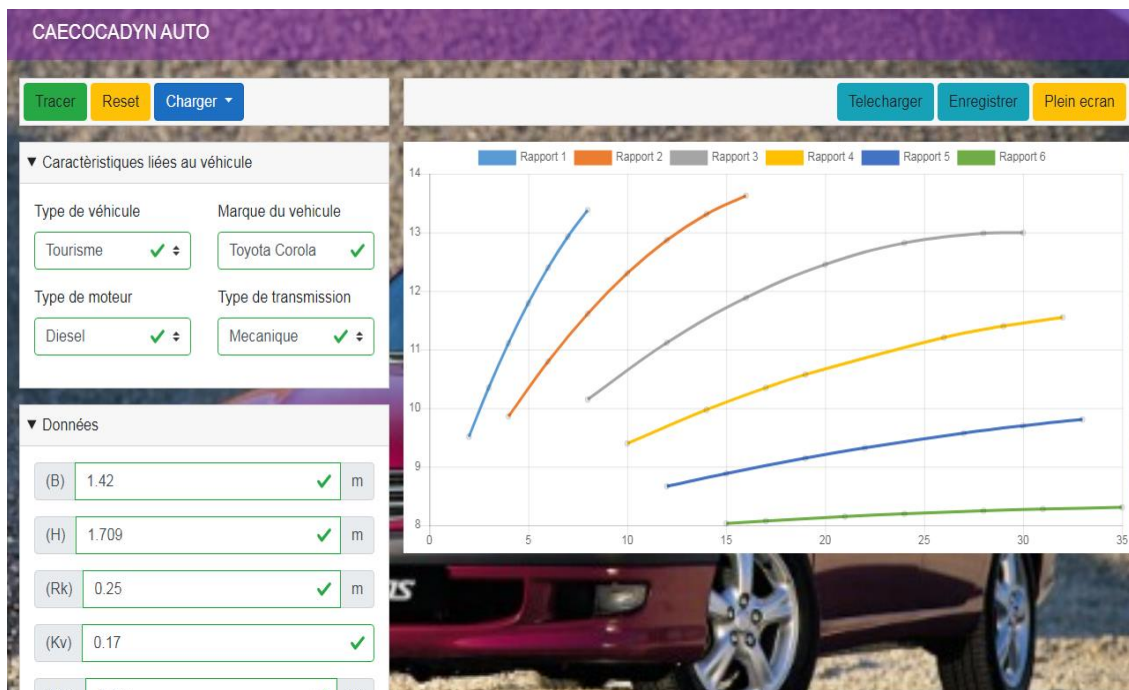 CAECOCADYN AUTO
Tracer Reset Charger
Telecharger Enregistrer Plein ecran
▼ Caractèristiques liées au véhicule
Type de véhicule Marque du vehicule
Tourisme Toyota Corola
Type de moteur Type de transmission
Diesel Mecanique
▼ Données
(B) 1.42 m
(H) 1.709 m
(Rk) 0.25 m
(Kv) 0.17
Rapport 1 Rapport 2 Rapport 3 Rapport 4 Rapport 5 Rapport 6
14
13
12
11
10
9
8
0 5 10 15 20 25 30 35